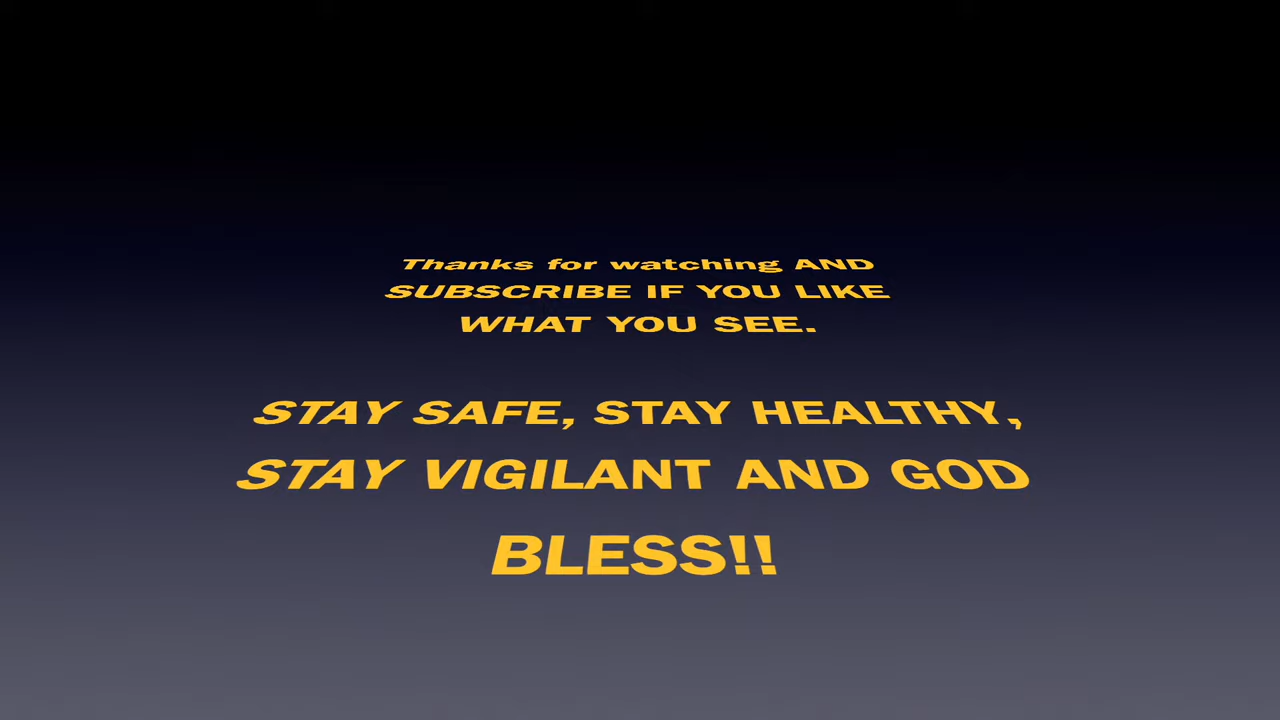 Thanks for watching AND
SUBSCRIBE IF YOU LIKE
WHAT YOU SEE.
STAY SAFE, STAY HEALTHY,
STAY VIGILANT AND GOD
BLESS!!